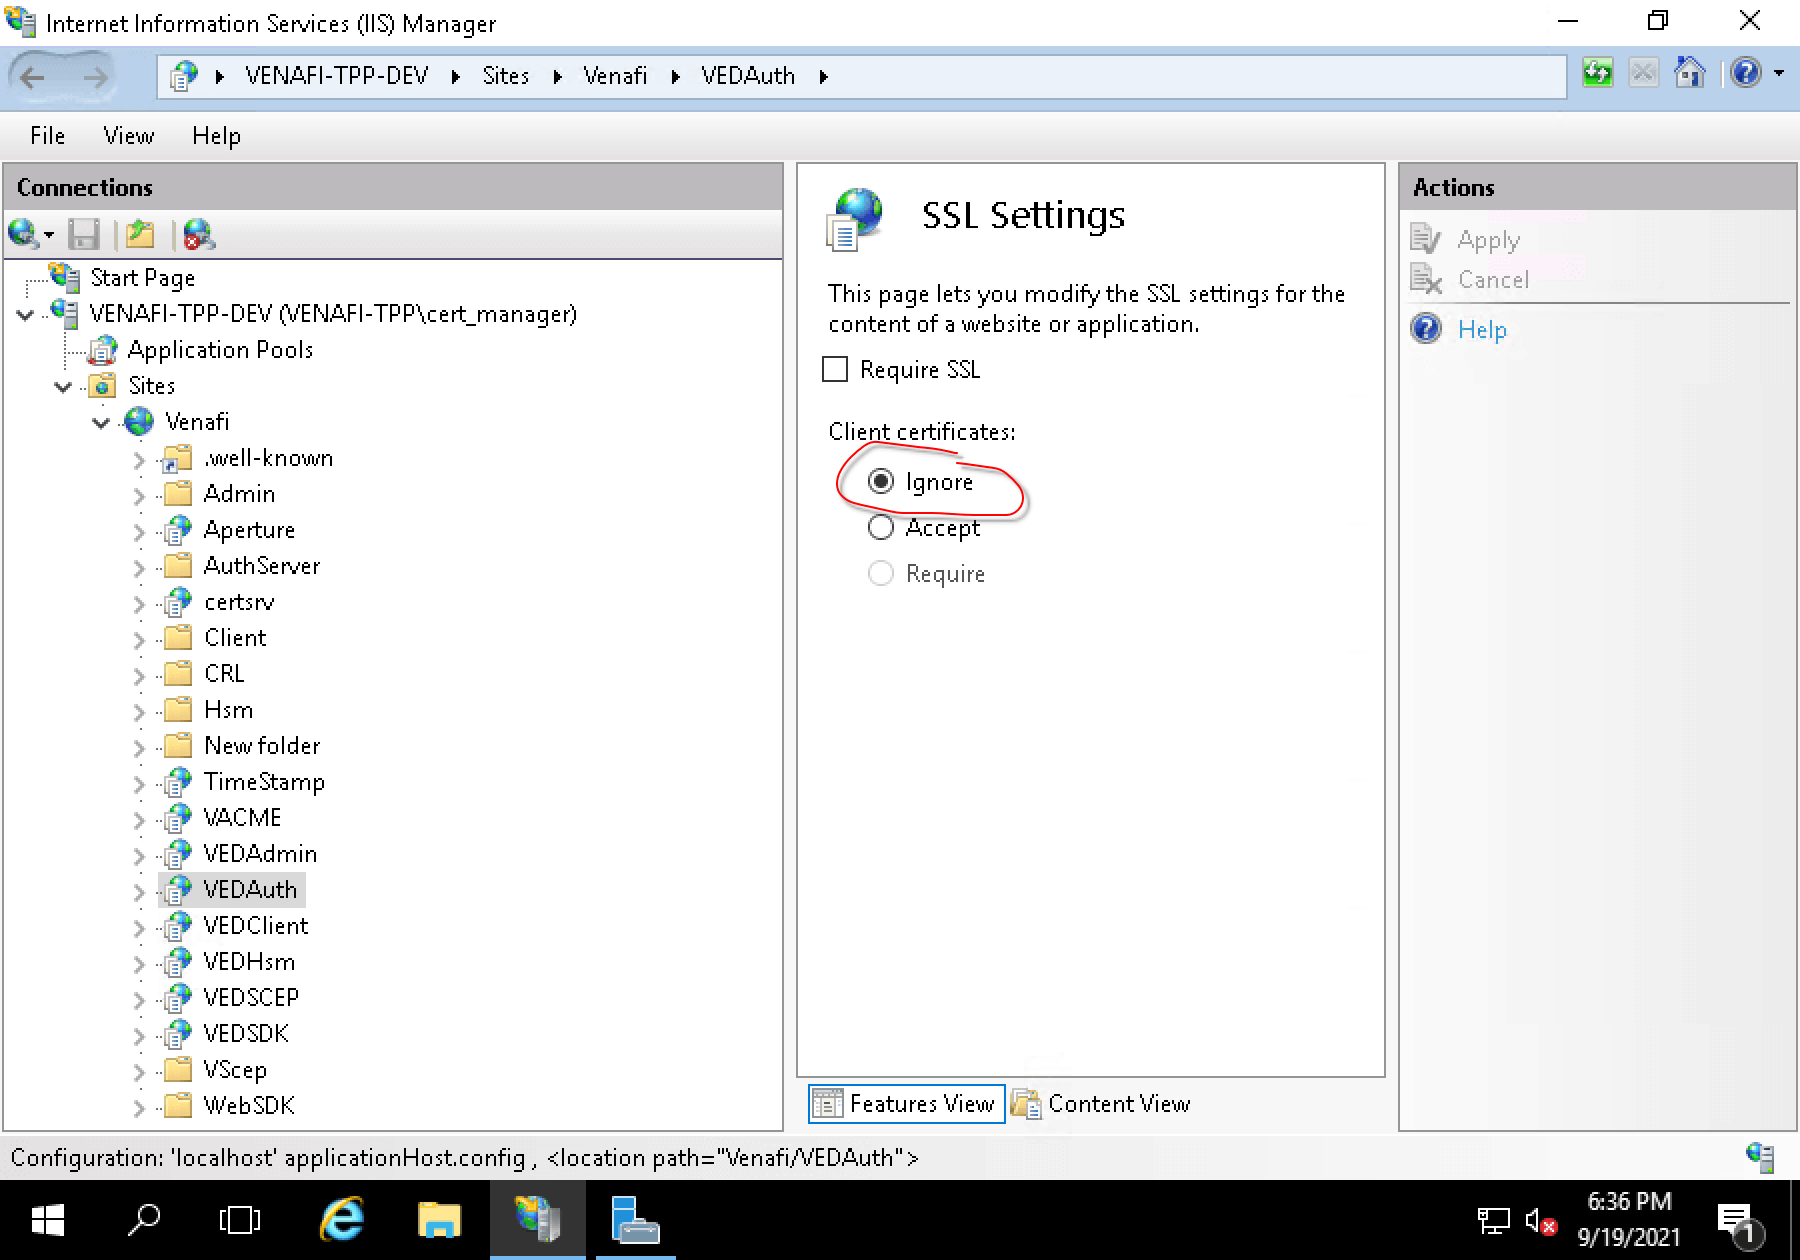 Internet Information Services (IIS) Manager
VENAFI-TPP-DEV Sites Venafi VEDAuth
File View Help
Connections
Start Page
VENAFI-TPP-DEV (VENAFI-TPP\cert_manager)
Application Pools
Sites
Venafi
.well-known
Admin
Aperture
AuthServer
certsrv
Client
CRL
Hsm
New folder
TimeStamp
VACME
VEDAdmin
VEDAuth
VEDClient
VEDHsm
VEDSCEP
VEDSDK
VScep
WebSDK
SSL Settings
This page lets you modify the SSL settings for the
content of a website or application.
Require SSL
Client certificates:
Ignore
Accept
Require
Features View Content View
Actions
Apply
Cancel
Help
Configuration: 'localhost' applicationHost.config , <location path="Venafi/VEDAuth">
6:36 PM
9/19/2021
1